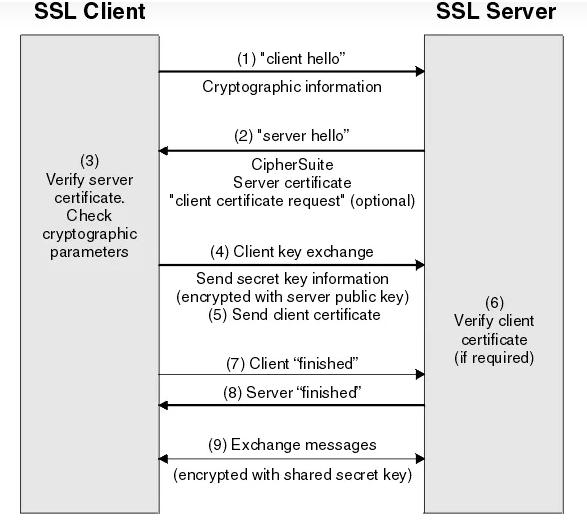 SSL Client
SSL Server
(1) "client hello”
Cryptographic information
(2) "server hello”
CipherSuite
Server certificate
"client certificate request" (optional)
(3)
Verify server
certificate.
Check
cryptographic
parameters
(4) Client key exchange
Send secret key information
(encrypted with server public key)
(5) Send client certificate
(6)
Verify client
certificate
(if required)
(7) Client “finished”
(8) Server “finished”
(9) Exchange messages
(encrypted with shared secret key)